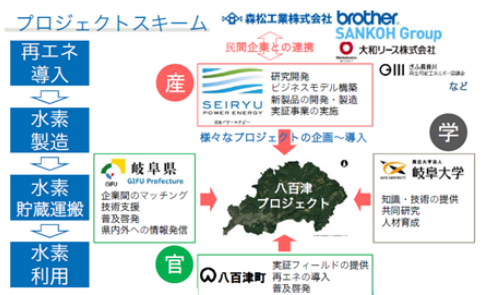 プロジェクトスキーム
森松工業株式会社
brother
SANKOH Group
大和リース株式会社
民間企業との連携
GIII
など
再エネ
導入
水素
製造
水素
貯蔵運搬
水素
利用
産
SEIRYU
POWER ENERGY
研究開発
ビジネスモデル構築
新製品の開発・製造
実証事業の実施
様々なプロジェクトの企画～導入
学
GIFU
岐阜県
GIFU Prefecture
企業間のマッチング
技術支援
普及啓発
県内外への情報発信
八百津
プロジェクト
岐阜大学
知識・技術の提供
共同研究
人材育成
官
八百津町
実証フィールドの提供
再エネの導入
普及啓発